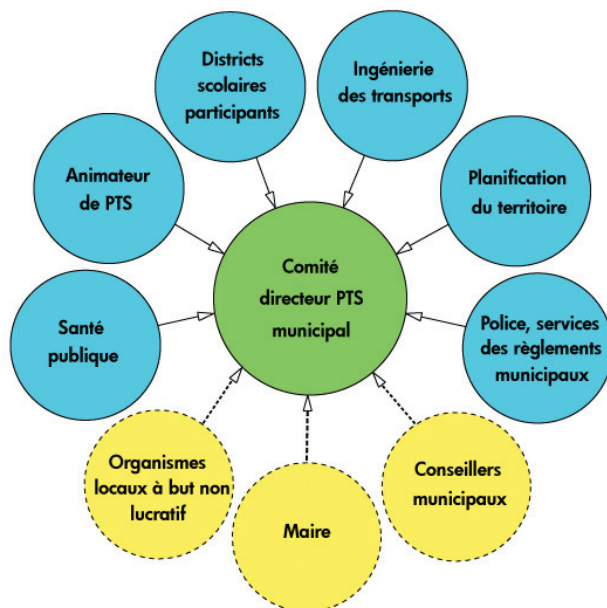 Districts
scolaires
participants
Ingénierie
des transports
Animateur
de PTS
Planification
du territoire
Comité
directeur PTS
municipal
Santé
publique
Police, services
des règlements
municipaux
Organismes
locaux à but non
lucratif
Maire
Conseillers
municipaux